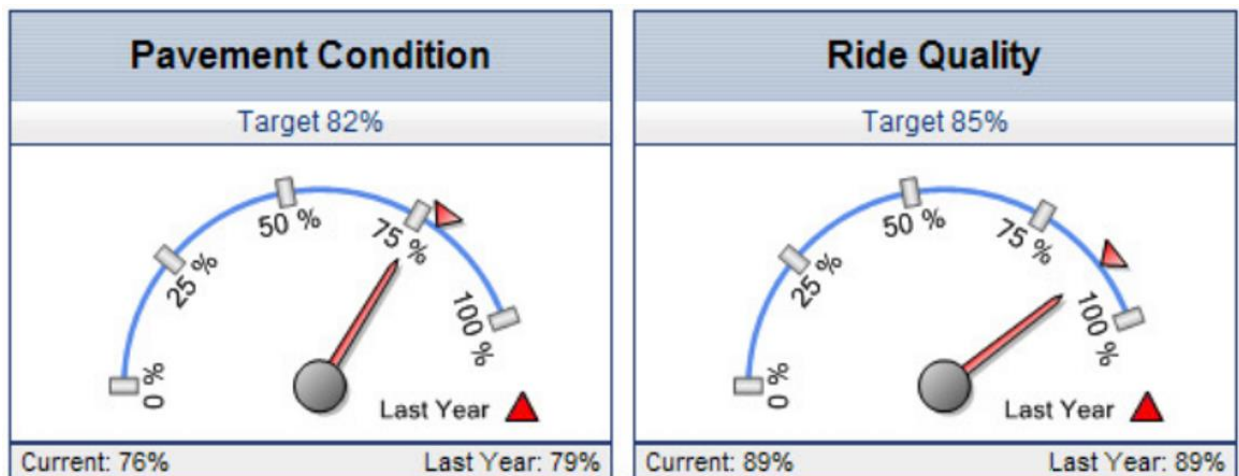 Pavement Condition
Target 82%
0 %
25 %
50 %
75 %
100 %
Last Year
Current: 76%
Last Year: 79%
Ride Quality
Target 85%
0 %
25 %
50 %
75 %
100 %
Last Year
Current: 89%
Last Year: 89%